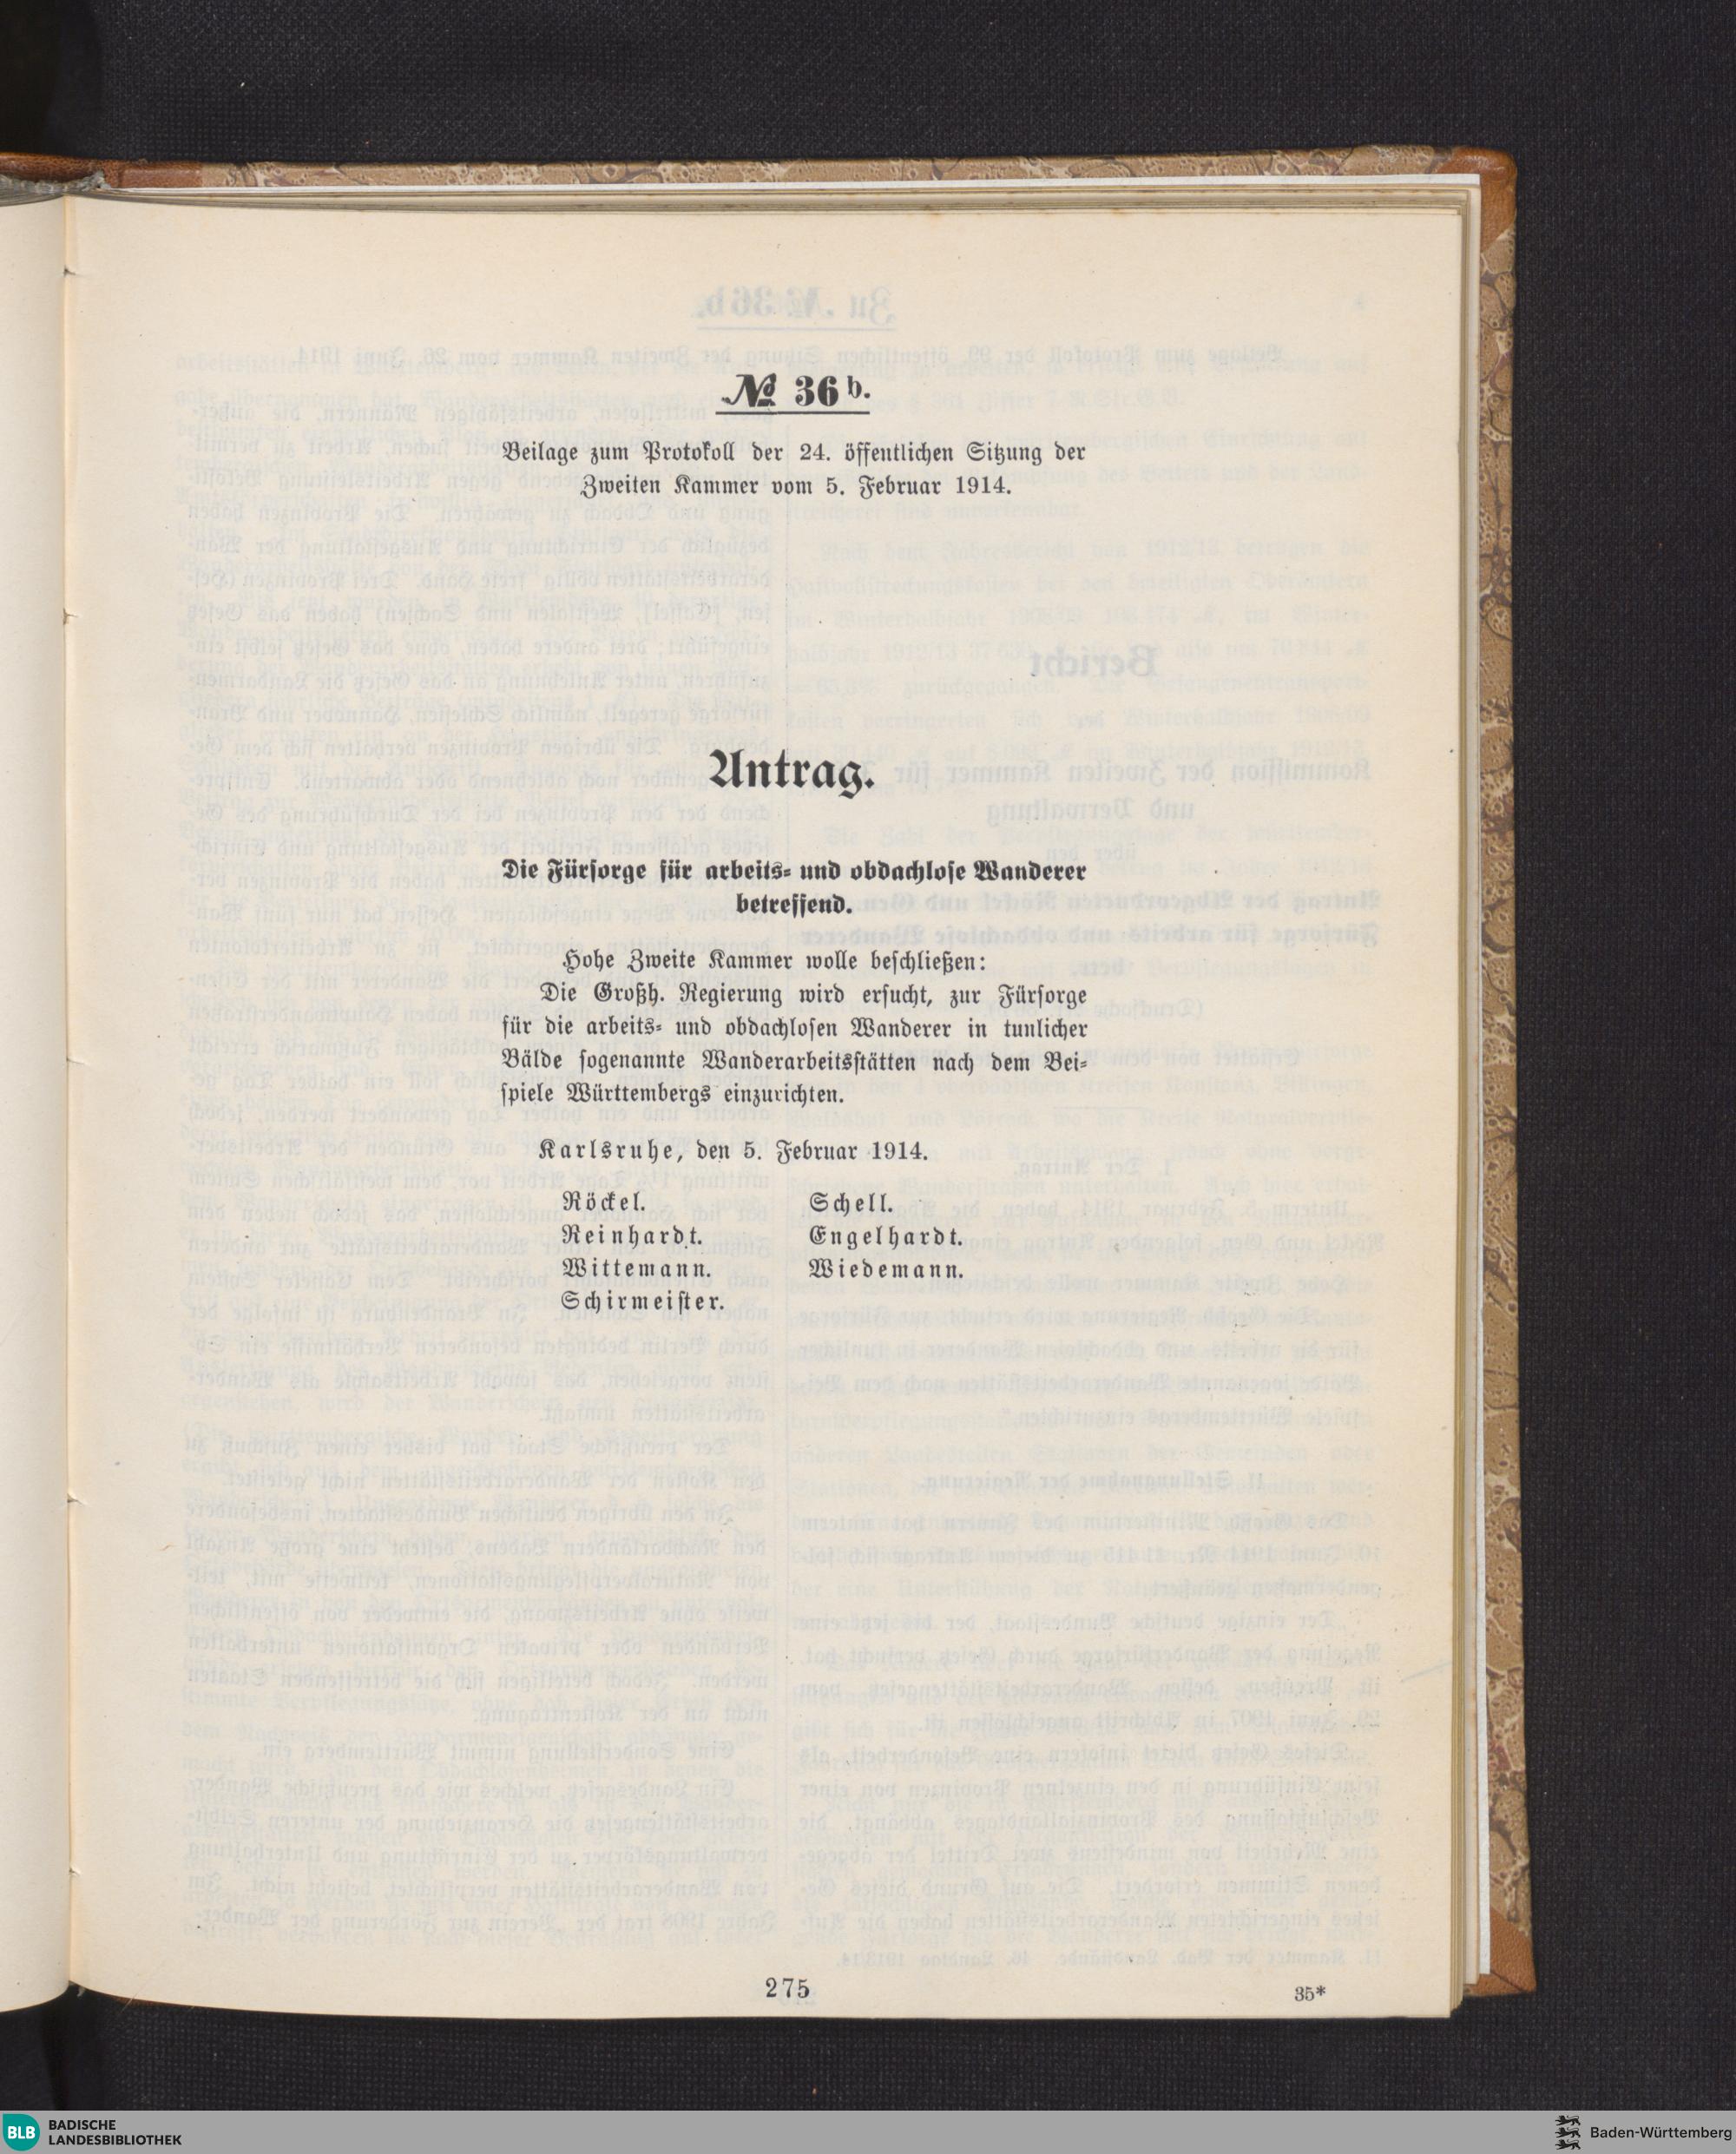 № 36 b.
Beilage zum Protokoll der 24. öffentlichen Sitzung der
Zweiten Kammer vom 5. Februar 1914.
Antrag.
Die Fürsorge für arbeits- und obdachlose Wanderer
betreffend.
Hohe Zweite Kammer wolle beschließen:
Die Großh. Regierung wird ersucht, zur Fürsorge
für die arbeits- und obdachlosen Wanderer in tunlicher
Bälde sogenannte Wanderarbeitsstätten nach dem Bei-
spiele Württembergs einzurichten.
Karlsruhe, den 5. Februar 1914.
Röckel. Schell.
Reinhardt. Engelhardt.
Wittemann. Wiedemann.
Schirmeister.
275 35*
BLB BADISCHE
LANDESBIBLIOTHEK
Baden-Württemberg